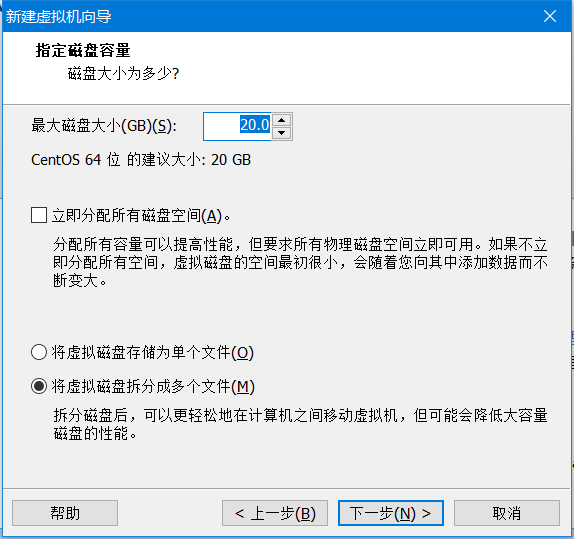 新建虚拟机向导
指定磁盘容量
磁盘大小为多少?
最大磁盘大小(GB)(S): 20.0
CentOS 64 位 的建议大小: 20 GB
立即分配所有磁盘空间(A)。
分配所有容量可以提高性能，但要求所有物理磁盘空间立即可用。如果不立
即分配所有空间，虚拟磁盘的空间最初很小，会随着您向其中添加数据而不
断变大。
将虚拟磁盘存储为单个文件(O)
将虚拟磁盘拆分成多个文件(M)
拆分磁盘后，可以更轻松地在计算机之间移动虚拟机，但可能会降低大容量
磁盘的性能。
帮助 < 上一步(B) 下一步(N) > 取消